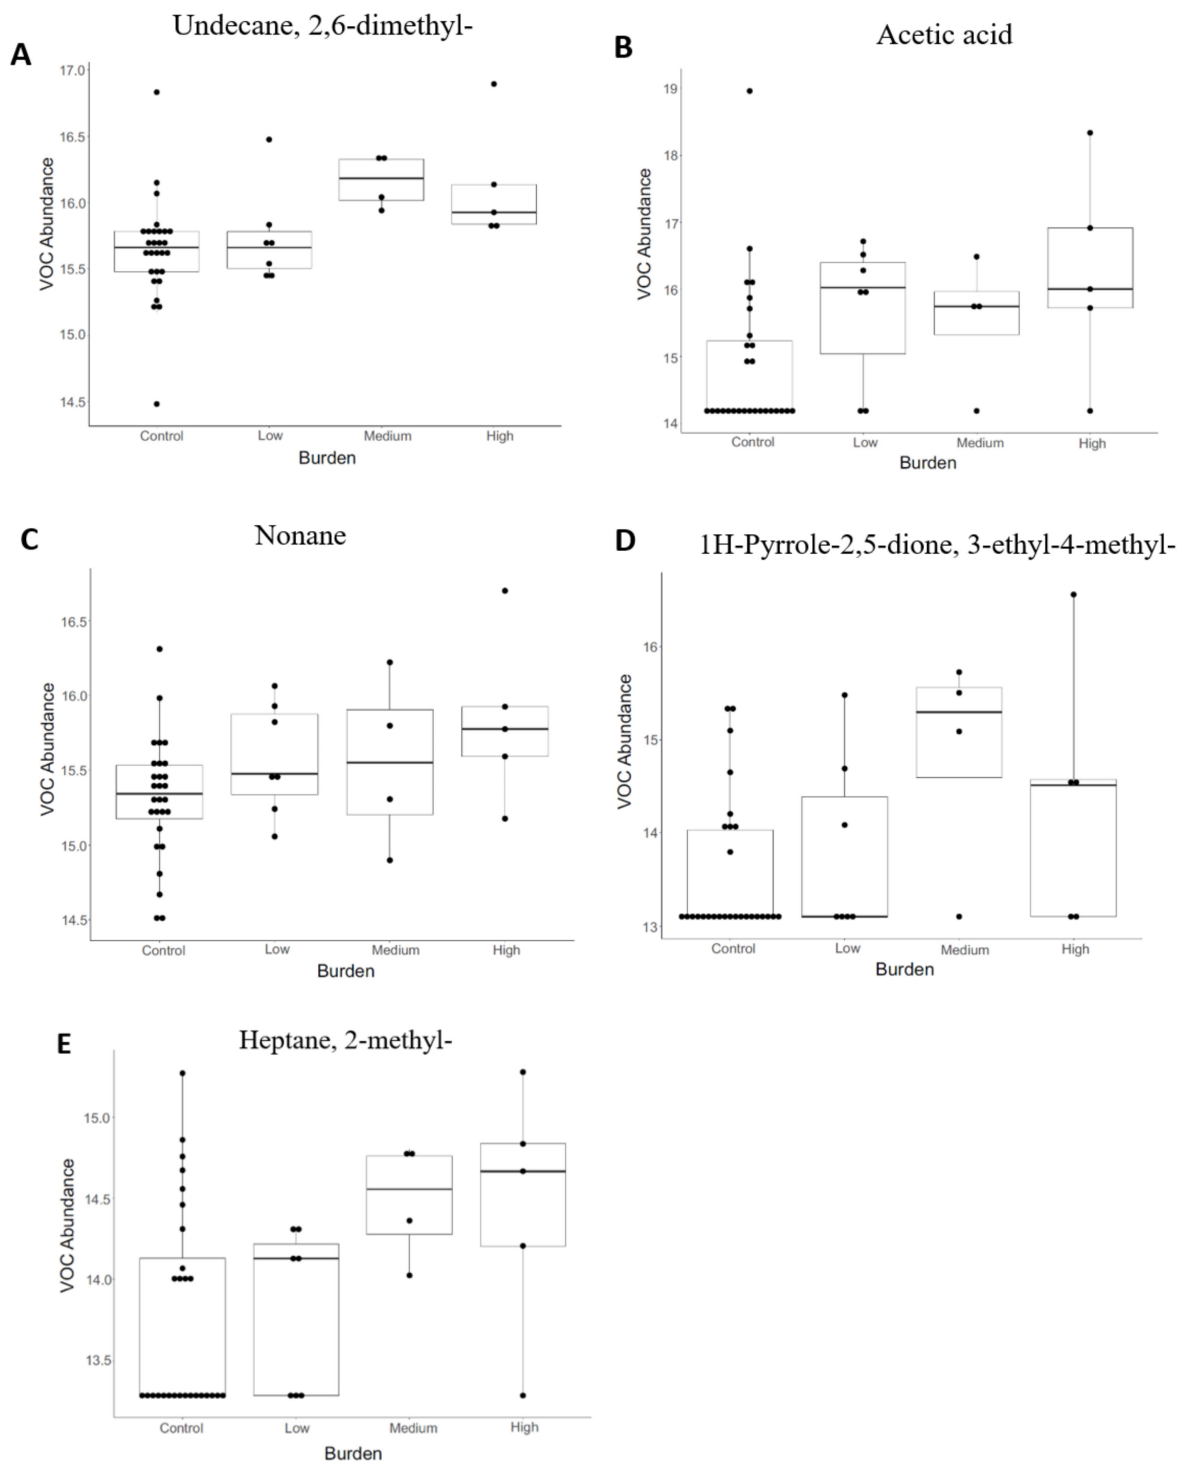 A
Undecane, 2,6-dimethyl-
17.0
16.5
16.0
15.5
15.0
14.5
VOC Abundance
Control Low Medium High
Burden
B
Acetic acid
19
18
17
16
15
14
VOC Abundance
Control Low Medium High
Burden
C
Nonane
16.5
16.0
15.5
15.0
14.5
VOC Abundance
Control Low Medium High
Burden
D
1H-Pyrrole-2,5-dione, 3-ethyl-4-methyl-
16
15
14
13
VOC Abundance
Control Low Medium High
Burden
E
Heptane, 2-methyl-
15.0
14.5
14.0
13.5
VOC Abundance
Control Low Medium High
Burden